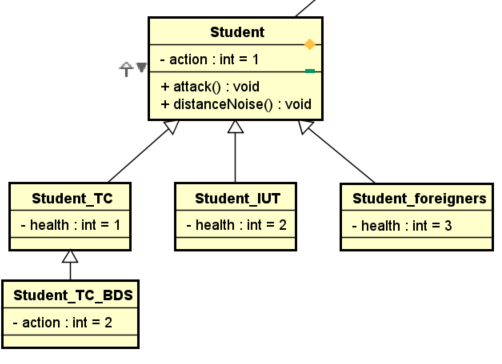 Student
- action : int = 1
+ attack() : void
+ distanceNoise() : void
Student_TC
- health : int = 1
Student_IUT
- health : int = 2
Student_foreigners
- health : int = 3
Student_TC_BDS
- action : int = 2